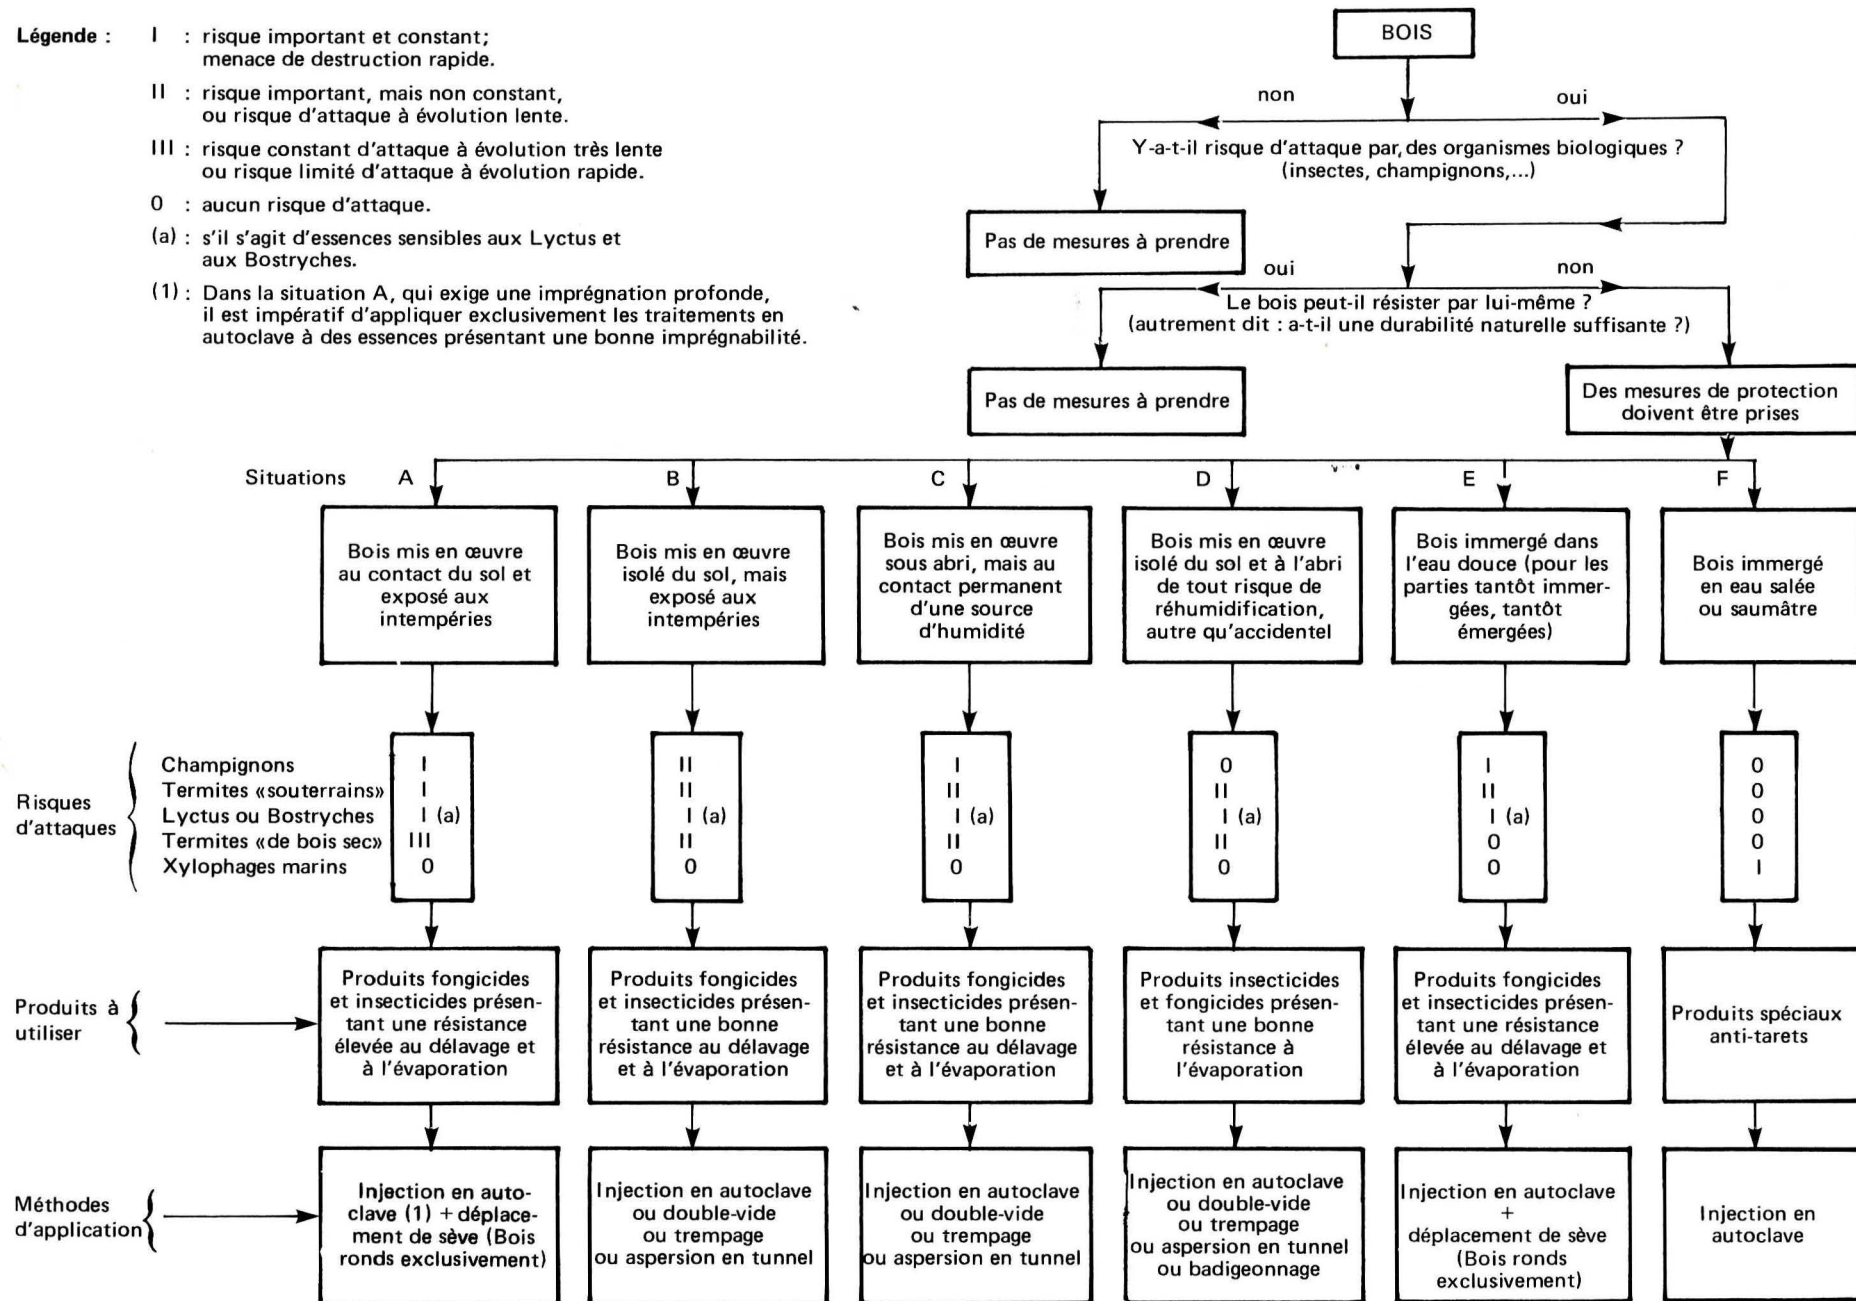 Légende :
I : risque important et constant;
menace de destruction rapide.
II : risque important, mais non constant,
ou risque d'attaque à évolution lente.
III : risque constant d'attaque à évolution très lente
ou risque limité d'attaque à évolution rapide.
0 : aucun risque d'attaque.
(a) : s'il s'agit d'essences sensibles aux Lyctus et
aux Bostryches.
(1) : Dans la situation A, qui exige une imprégnation profonde,
il est impératif d'appliquer exclusivement les traitements en
autoclave à des essences présentant une bonne imprégnabilité.
BOIS
non oui
Y-a-t-il risque d'attaque par, des organismes biologiques ?
(insectes, champignons,...)
Pas de mesures à prendre
oui non
Le bois peut-il résister par lui-même ?
(autrement dit : a-t-il une durabilité naturelle suffisante ?)
Pas de mesures à prendre
Des mesures de protection
doivent être prises
Situations A B C D E F
Bois mis en œuvre
au contact du sol et
exposé aux
intempéries
Bois mis en œuvre
isolé du sol, mais
exposé aux
intempéries
Bois mis en œuvre
sous abri, mais au
contact permanent
d'une source
d'humidité
Bois mis en œuvre
isolé du sol et à l'abri
de tout risque de
réhumidification,
autre qu'accidentel
Bois immergé dans
l'eau douce (pour les
parties tantôt immer-
gées, tantôt
émergées)
Bois immergé
en eau salée
ou saumâtre
Risques
d'attaques
Champignons I II I 0 I 0
Termites «souterrains» I II II II II 0
Lyctus ou Bostryches I (a) I (a) I (a) I (a) I (a) 0
Termites «de bois sec» III II II II 0 0
Xylophages marins 0 0 0 0 0 I
Produits à
utiliser
Produits fongicides
et insecticides présen-
tant une résistance
élevée au délavage et
à l'évaporation
Produits fongicides
et insecticides présen-
tant une bonne
résistance au délavage
et à l'évaporation
Produits fongicides
et insecticides présen-
tant une bonne
résistance au délavage
et à l'évaporation
Produits insecticides
et fongicides présen-
tant une bonne
résistance à
l'évaporation
Produits fongicides
et insecticides présen-
tant une résistance
élevée au délavage et
à l'évaporation
Produits spéciaux
anti-tarets
Méthodes
d'application
Injection en auto-
clave (1) + déplace-
ment de sève (Bois
ronds exclusivement)
Injection en autoclave
ou double-vide
ou trempage
ou aspersion en tunnel
Injection en autoclave
ou double-vide
ou trempage
ou aspersion en tunnel
Injection en autoclave
ou double-vide
ou trempage
ou aspersion en tunnel
ou badigeonnage
Injection en autoclave
+
déplacement de sève
(Bois ronds
exclusivement)
Injection en
autoclave